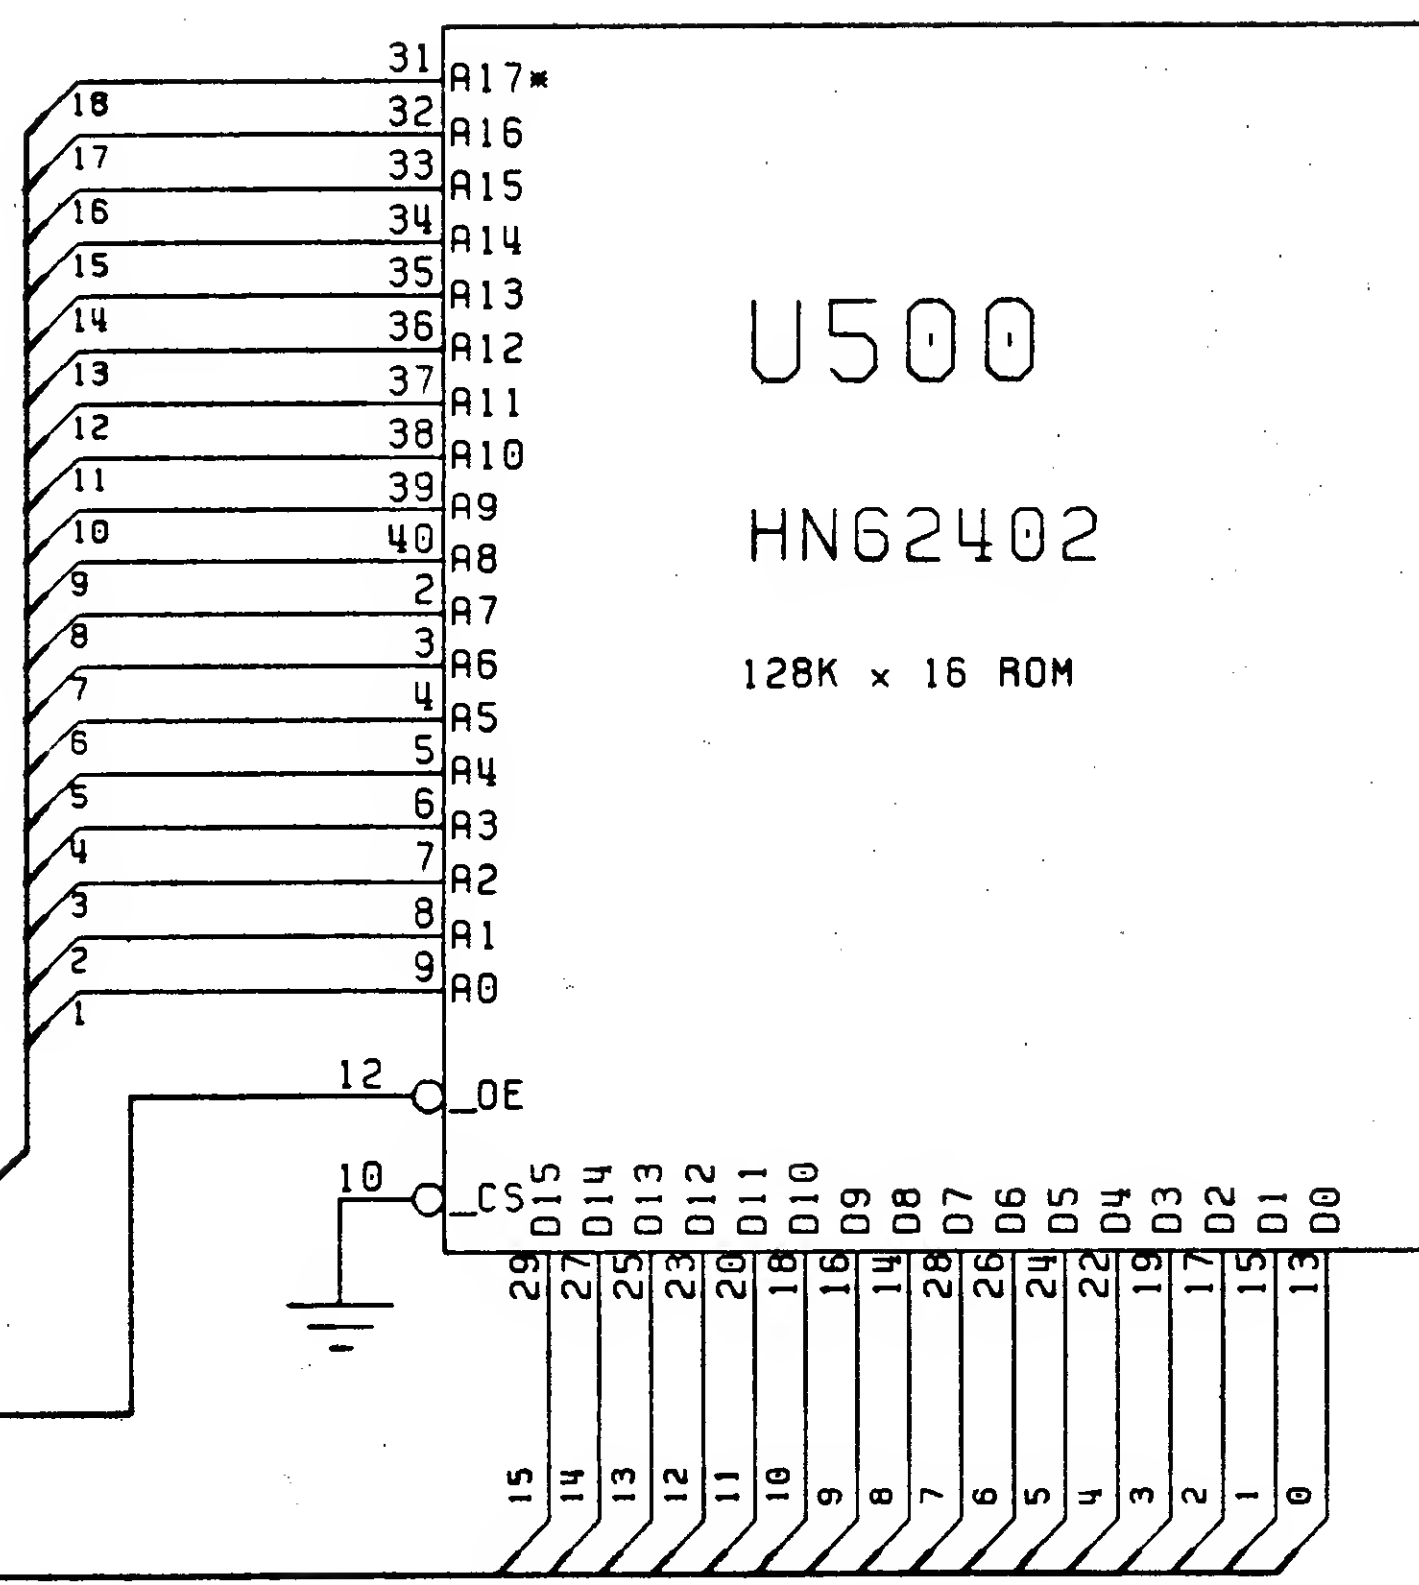 31 A17*
18
32 A16
17
33 A15
16
34 A14
15
35 A13
14
36 A12
13
37 A11
12
38 A10
11
39 A9
10
40 A8
9
2 A7
8
3 A6
7
4 A5
6
5 A4
5
6 A3
4
7 A2
3
8 A1
2
9 A0
1
U500
HN62402
128K x 16 ROM
12 _OE
10 _CS
D15 D14 D13 D12 D11 D10 D9 D8 D7 D6 D5 D4 D3 D2 D1 D0
29 27 25 23 20 18 16 14 28 26 24 22 19 17 15 13
15 14 13 12 11 10 9 8 7 6 5 4 3 2 1 0